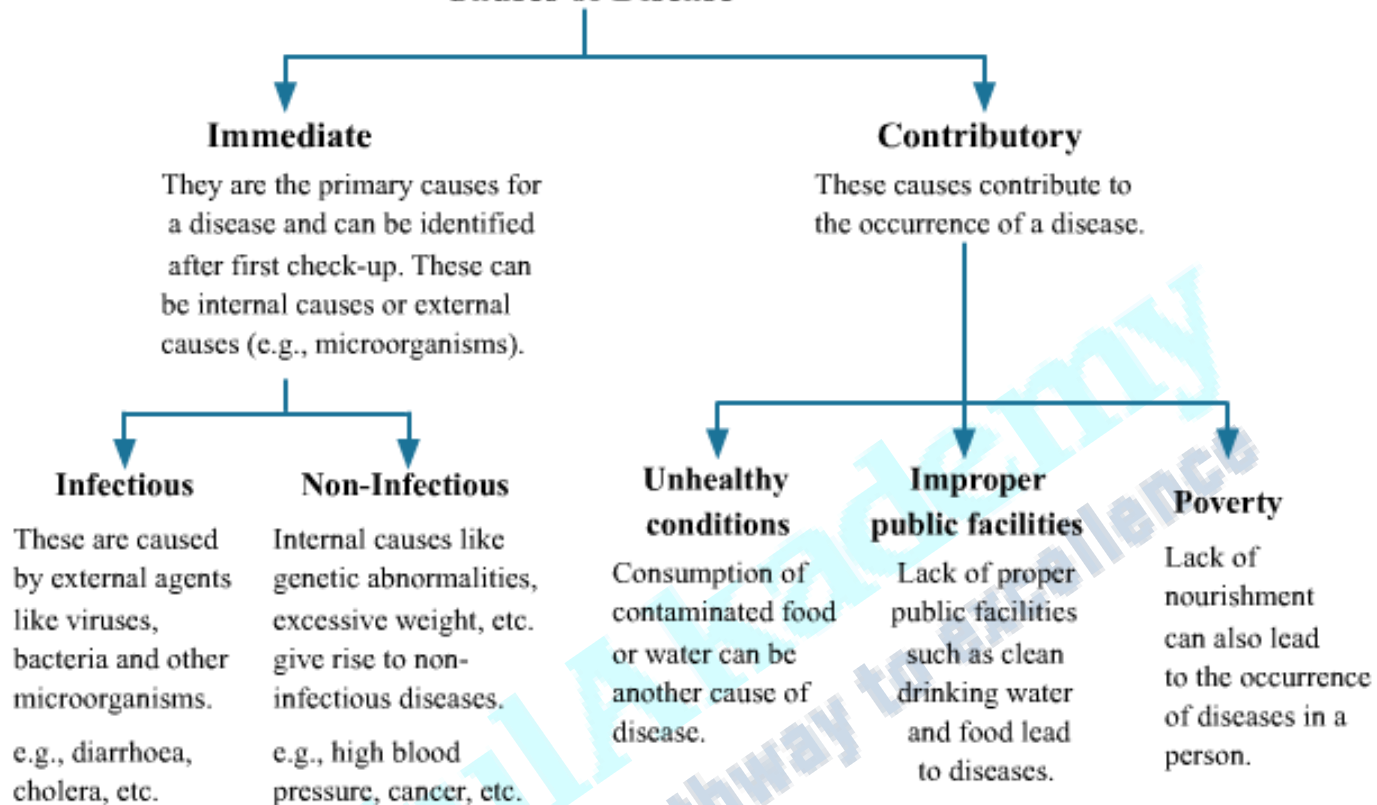 Causes of Disease
Immediate
They are the primary causes for
a disease and can be identified
after first check-up. These can
be internal causes or external
causes (e.g., microorganisms).
Contributory
These causes contribute to
the occurrence of a disease.
Infectious
These are caused
by external agents
like viruses,
bacteria and other
microorganisms.
e.g., diarrhoea,
cholera, etc.
Non-Infectious
Internal causes like
genetic abnormalities,
excessive weight, etc.
give rise to non-
infectious diseases.
e.g., high blood
pressure, cancer, etc.
Unhealthy
conditions
Consumption of
contaminated food
or water can be
another cause of
disease.
Improper
public facilities
Lack of proper
public facilities
such as clean
drinking water
and food lead
to diseases.
Poverty
Lack of
nourishment
can also lead
to the occurrence
of diseases in a
person.
Akademy
to excellence